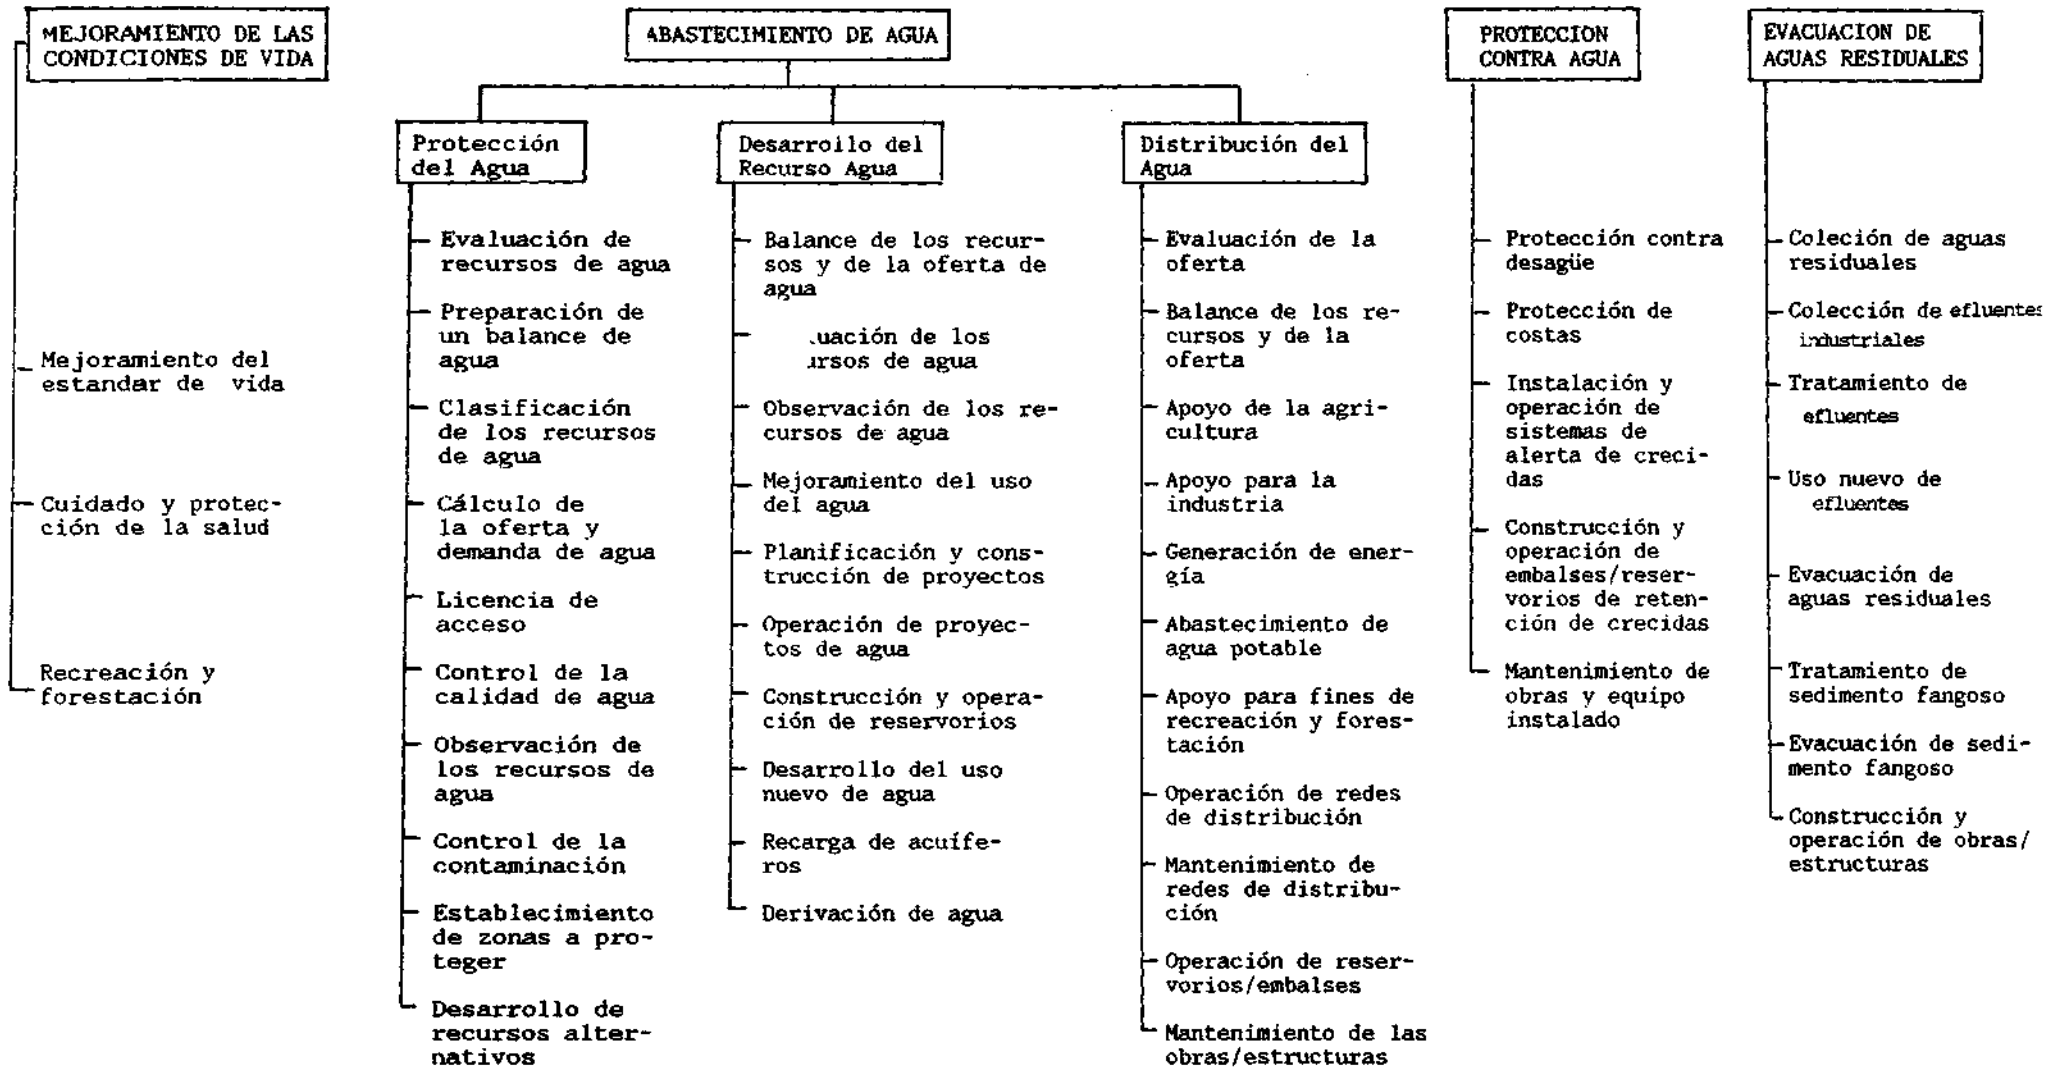 MEJORAMIENTO DE LAS
CONDICIONES DE VIDA
Mejoramiento del
estandar de vida
Cuidado y protec-
ción de la salud
Recreación y
forestación
ABASTECIMIENTO DE AGUA
Protección
del Agua
Evaluación de
recursos de agua
Preparación de
un balance de
agua
Clasificación
de los recursos
de agua
Cálculo de
la oferta y
demanda de agua
Licencia de
acceso
Control de la
calidad de agua
Observación de
los recursos de
agua
Control de la
contaminación
Establecimiento
de zonas a pro-
teger
Desarrollo de
recursos alter-
nativos
Desarrollo del
Recurso Agua
Balance de los recur-
sos y de la oferta de
agua
de los
de agua
Observación de los re-
cursos de agua
Mejoramiento del uso
del agua
Planificación y cons-
trucción de proyectos
Operación de proyec-
tos de agua
Construcción y opera-
ción de reservorios
Desarrollo del uso
nuevo de agua
Recarga de acuífe-
ros
Derivación de agua
Distribución del
Agua
Evaluación de la
oferta
Balance de los re-
cursos y de la
oferta
Apoyo de la agri-
cultura
Apoyo para la
industria
Generación de ener-
gía
Abastecimiento de
agua potable
Apoyo para fines de
recreación y fores-
tación
Operación de redes
de distribución
Mantenimiento de
redes de distribu-
ción
Operación de reser-
vorios/embalses
Mantenimiento de las
obras/estructuras
PROTECCION
CONTRA AGUA
Protección contra
desagüe
Protección de
costas
Instalación y
operación de
sistemas de
alerta de creci-
das
Construcción y
operación de
embalses/reser-
vorios de reten-
ción de crecidas
Mantenimiento de
obras y equipo
instalado
EVACUACION DE
AGUAS RESIDUALES
Coleción de aguas
residuales
Colección de efluentes
industriales
Tratamiento de
efluentes
Uso nuevo de
efluentes
Evacuación de
aguas residuales
Tratamiento de
sedimento fangoso
Evacuación de sedi-
mento fangoso
Construcción y
operación de obras/
estructuras